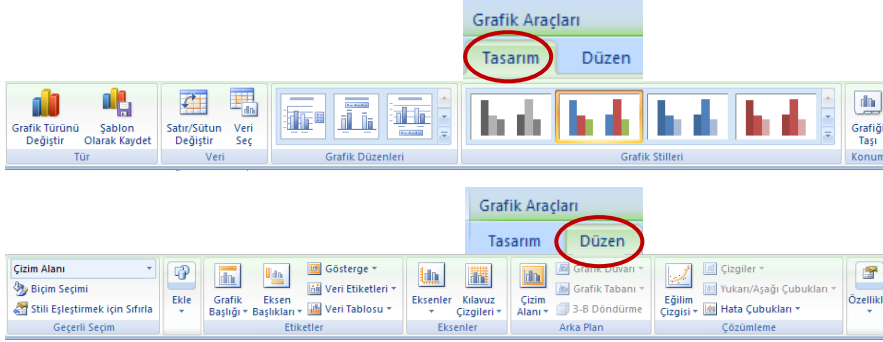 Grafik Araçları
Tasarım Düzen
Grafik Türünü Değiştir
Şablon Olarak Kaydet
Tür
Satır/Sütun Değiştir
Veri Seç
Veri
Grafik Düzenleri
Grafik Stilleri
Grafiği Taşı
Konum
Grafik Araçları
Tasarım Düzen
Çizim Alanı
Biçim Seçimi
Stili Eşleştirmek için Sıfırla
Geçerli Seçim
Ekle
Grafik Başlığı
Eksen Başlıkları
Gösterge
Veri Etiketleri
Veri Tablosu
Etiketler
Eksenler
Kılavuz Çizgileri
Eksenler
Çizim Alanı
Grafik Duvarı
Grafik Tabanı
3-B Döndürme
Arka Plan
Eğilim Çizgisi
Çizgiler
Yukarı/Aşağı Çubukları
Hata Çubukları
Çözümleme
Özellikl